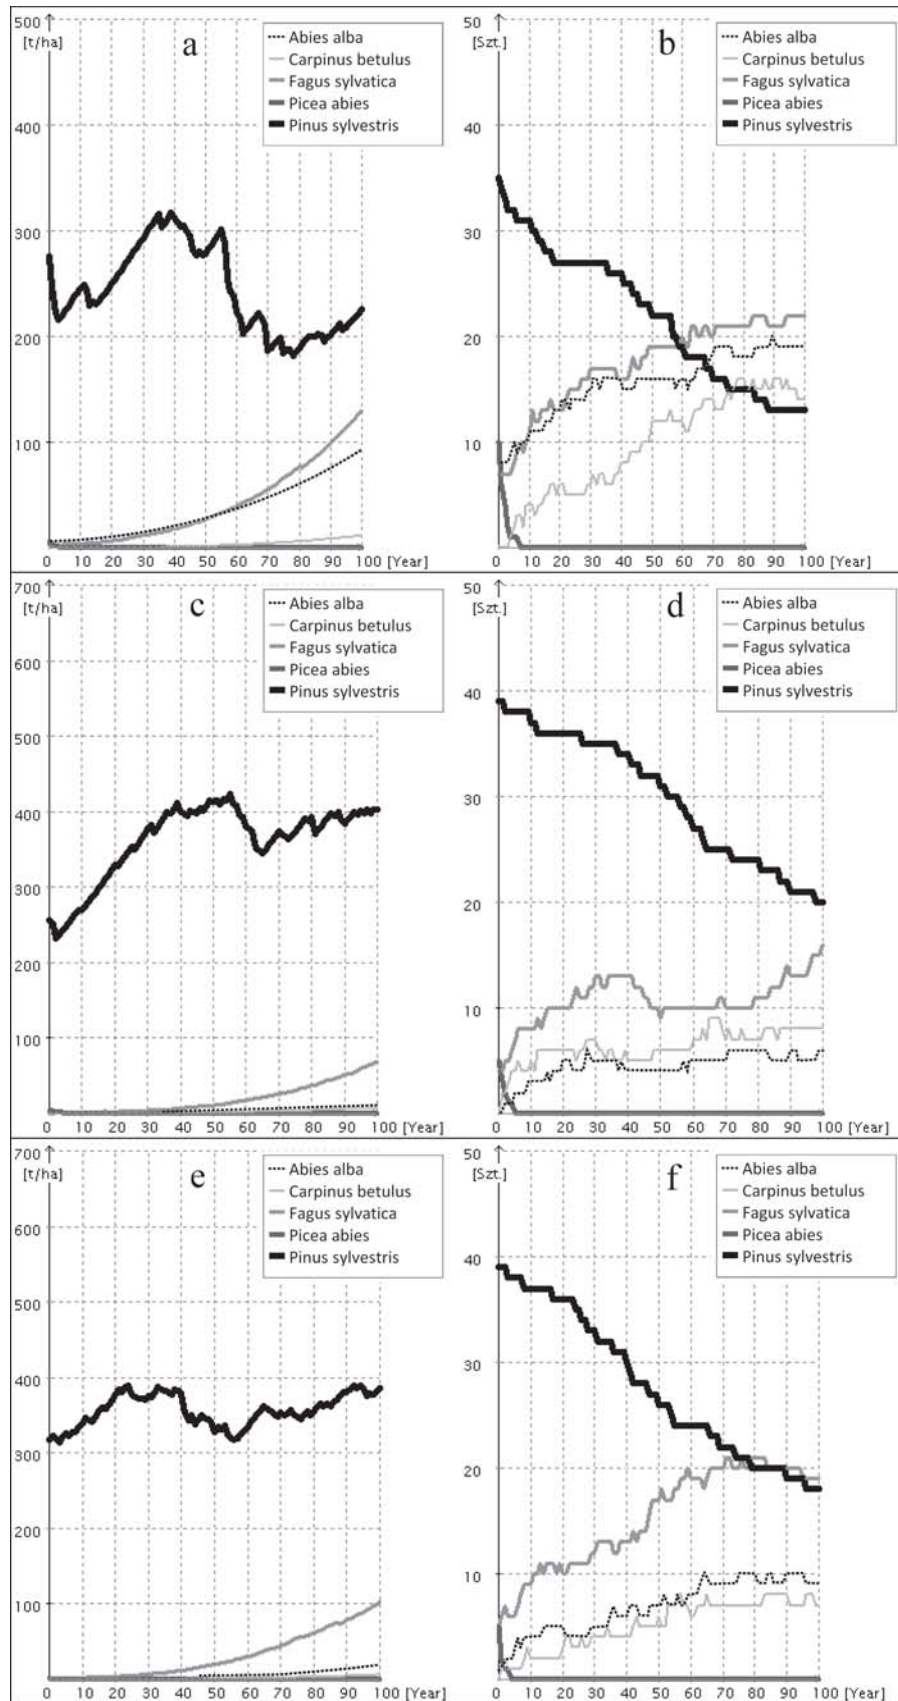 500
[t/ha]
a
Abies alba
Carpinus betulus
Fagus sylvatica
Picea abies
Pinus sylvestris
400
300
200
100
0 10 20 30 40 50 60 70 80 90 100 [Year]
50
[Szt.]
b
Abies alba
Carpinus betulus
Fagus sylvatica
Picea abies
Pinus sylvestris
40
30
20
10
0 10 20 30 40 50 60 70 80 90 100 [Year]
700
[t/ha]
c
Abies alba
Carpinus betulus
Fagus sylvatica
Picea abies
Pinus sylvestris
600
500
400
300
200
100
0 10 20 30 40 50 60 70 80 90 100 [Year]
50
[Szt.]
d
Abies alba
Carpinus betulus
Fagus sylvatica
Picea abies
Pinus sylvestris
40
30
20
10
0 10 20 30 40 50 60 70 80 90 100 [Year]
700
[t/ha]
e
Abies alba
Carpinus betulus
Fagus sylvatica
Picea abies
Pinus sylvestris
600
500
400
300
200
100
0 10 20 30 40 50 60 70 80 90 100 [Year]
50
[Szt.]
f
Abies alba
Carpinus betulus
Fagus sylvatica
Picea abies
Pinus sylvestris
40
30
20
10
0 10 20 30 40 50 60 70 80 90 100 [Year]